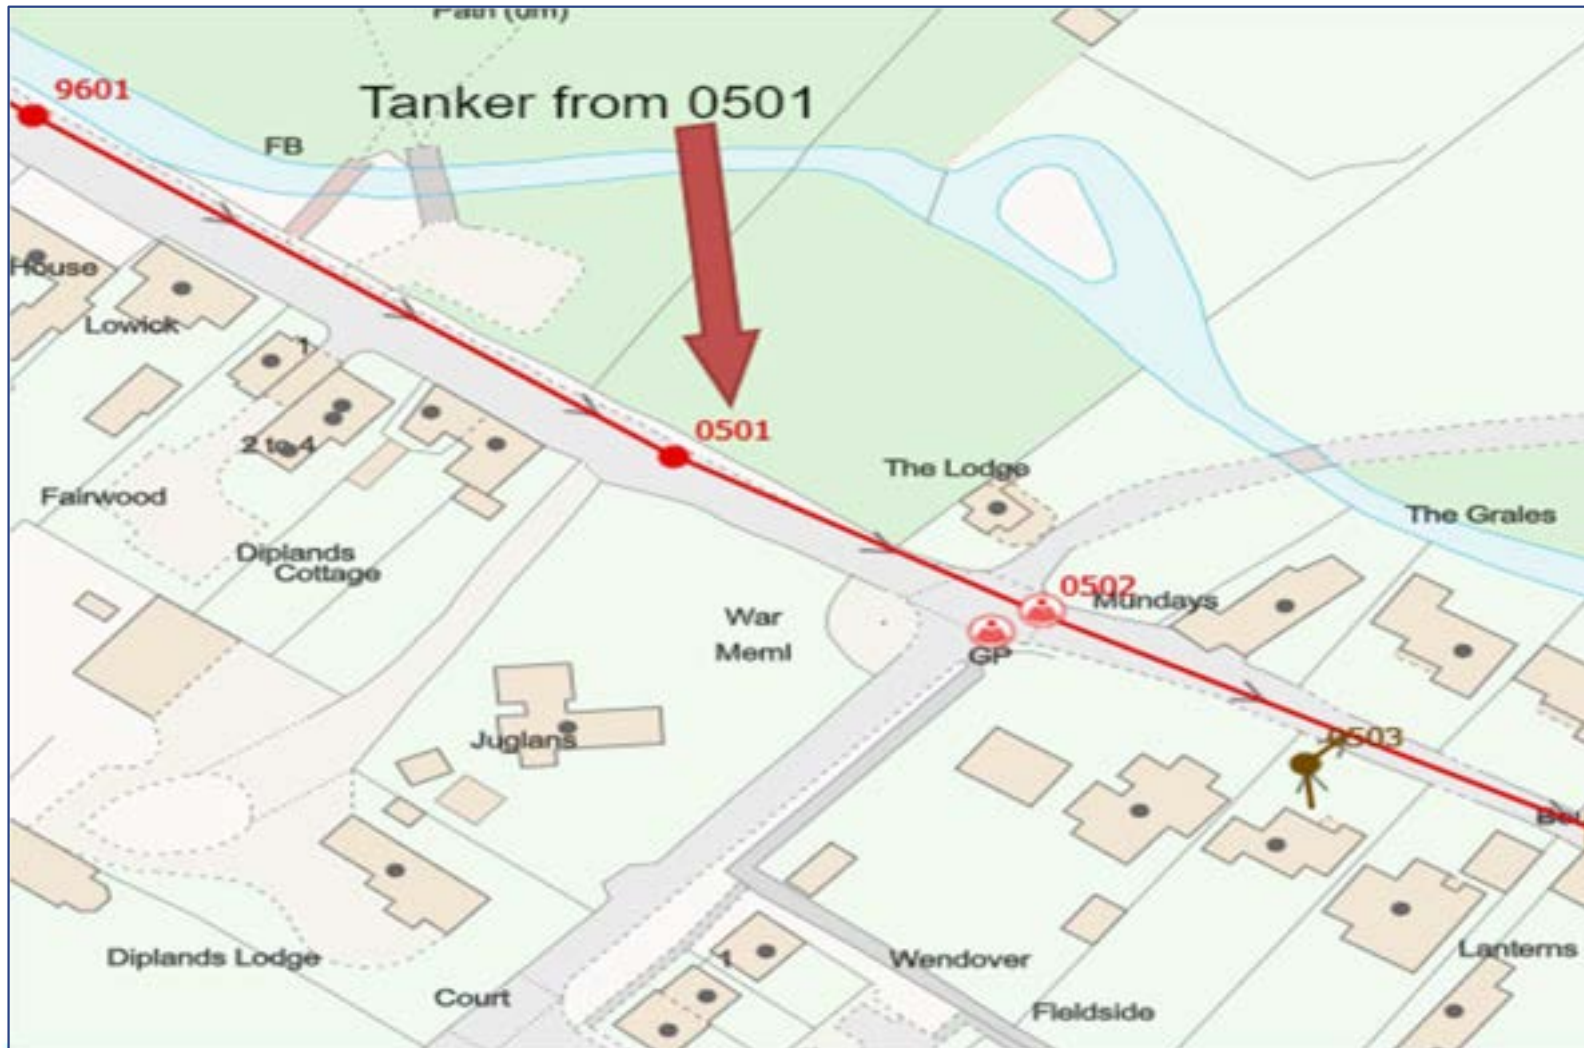 Path (um)
9601
Tanker from 0501
FB
House
Lowick
1
0501
2 to 4
The Lodge
Fairwood
The Grales
Diplands
Cottage
0502
Mundays
War
Meml
GP
Juglans
0503
Diplands Lodge
1
Wendover
Lanterns
Court
Fieldside